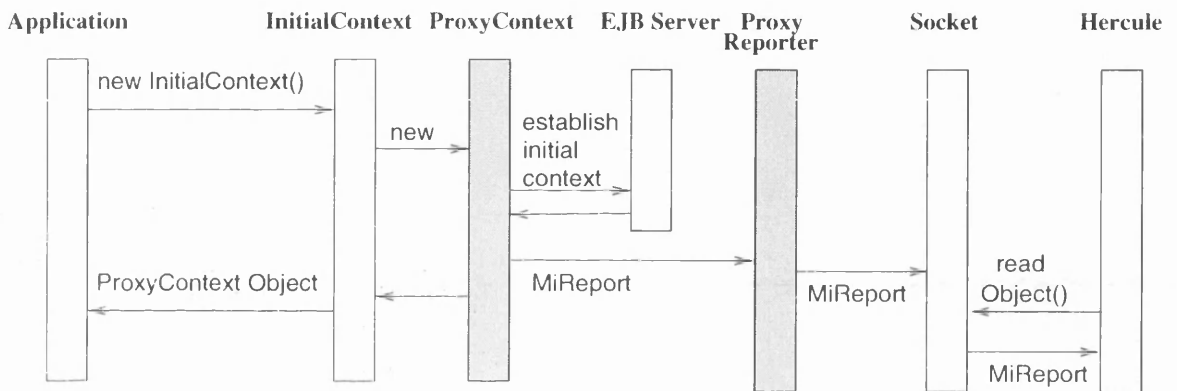 Application InitialContext ProxyContext EJB Server Proxy Reporter Socket Hercule
new InitialContext()
new
establish
initial
context
ProxyContext Object
MiReport
MiReport
read
Object()
MiReport